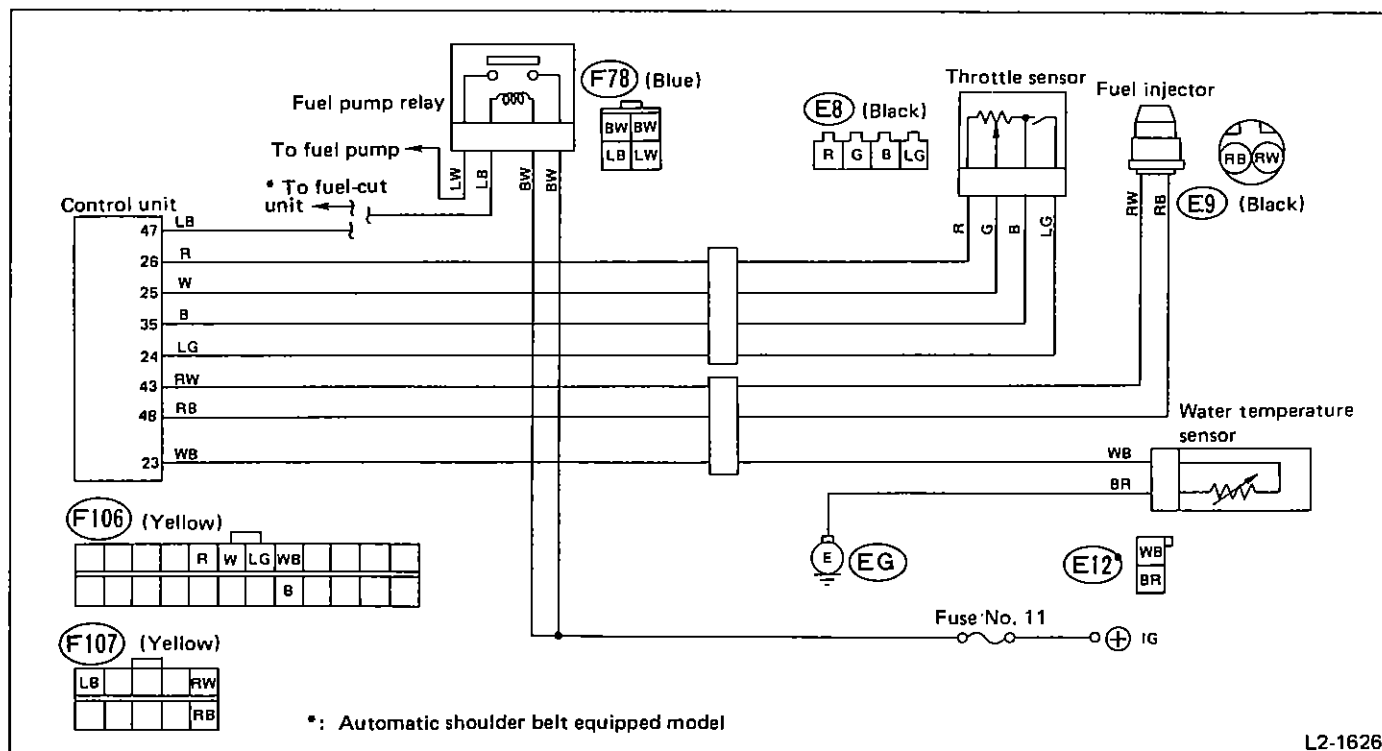 F78 (Blue)
Fuel pump relay
BW BW
LB LW
To fuel pump
LW
LB
BW
BW
* To fuel-cut
unit
Throttle sensor
E8 (Black)
R G B LG
R
G
B
LG
Fuel injector
RB RW
E9 (Black)
RW
RB
Control unit
47 LB
26 R
25 W
35 B
24 LG
43 RW
48 RB
23 WB
Water temperature
sensor
WB
BR
E
EG
E12
WB
BR
F106 (Yellow)
R W LG WB
B
F107 (Yellow)
LB RW
RB
Fuse No. 11
IG
*: Automatic shoulder belt equipped model
L2-1626